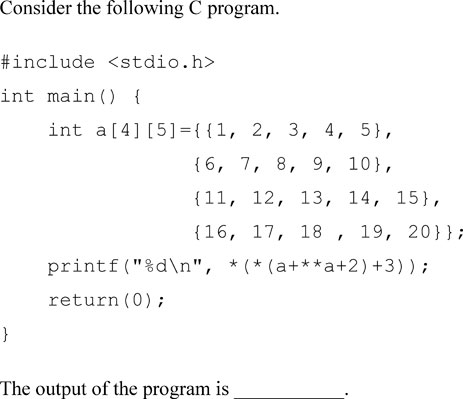 Consider the following C program.
#include <stdio.h>
int main() {
    int a[4][5]={{1, 2, 3, 4, 5},
                 {6, 7, 8, 9, 10},
                 {11, 12, 13, 14, 15},
                 {16, 17, 18 , 19, 20}};
    printf("%d\n", *(*(a+**a+2)+3));
    return(0);
}
The output of the program is ___________.